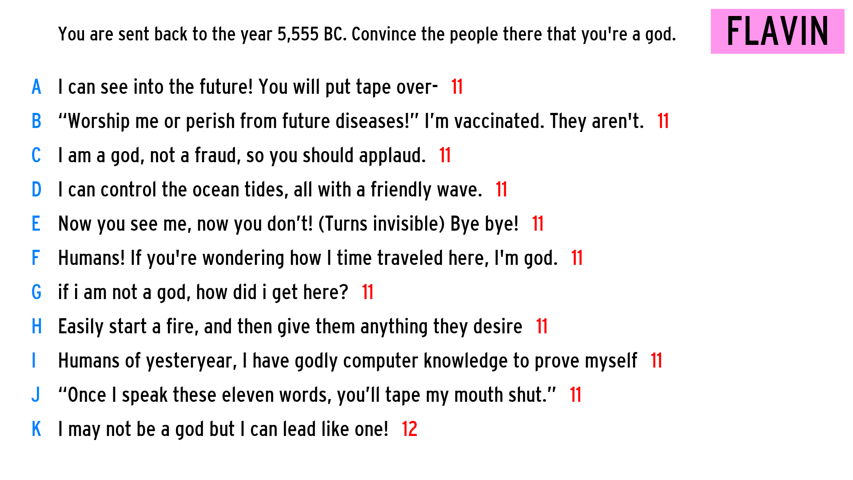 You are sent back to the year 5,555 BC. Convince the people there that you're a god.
FLAVIN
A I can see into the future! You will put tape over- 11
B “Worship me or perish from future diseases!” I’m vaccinated. They aren't. 11
C I am a god, not a fraud, so you should applaud. 11
D I can control the ocean tides, all with a friendly wave. 11
E Now you see me, now you don’t! (Turns invisible) Bye bye! 11
F Humans! If you're wondering how I time traveled here, I'm god. 11
G if i am not a god, how did i get here? 11
H Easily start a fire, and then give them anything they desire 11
I Humans of yesteryear, I have godly computer knowledge to prove myself 11
J “Once I speak these eleven words, you’ll tape my mouth shut.” 11
K I may not be a god but I can lead like one! 12